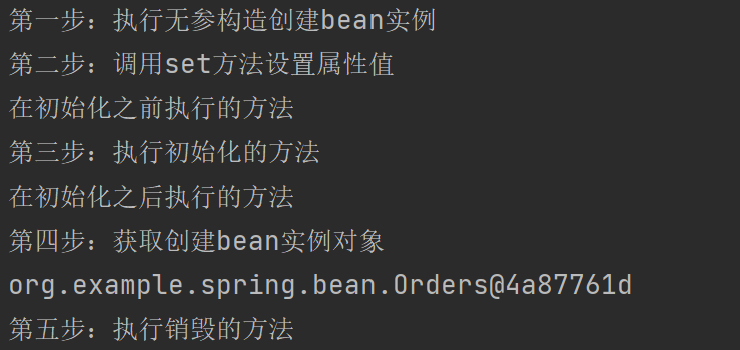 第一步：执行无参构造创建bean实例
第二步：调用set方法设置属性值
在初始化之前执行的方法
第三步：执行初始化的方法
在初始化之后执行的方法
第四步：获取创建bean实例对象
org.example.spring.bean.Orders@4a87761d
第五步：执行销毁的方法